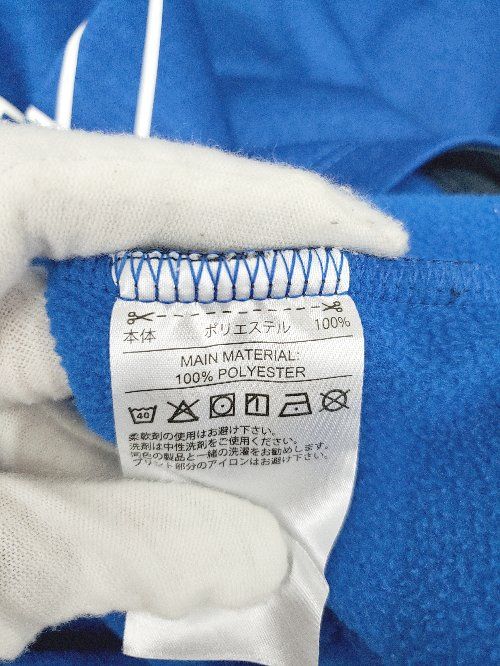 本体 ポリエステル 100%
MAIN MATERIAL:
100% POLYESTER
40
柔軟剤の使用はお避け下さい。
洗剤は中性洗剤をご使用ください。
同色の製品と一緒の洗濯をお勧めします。
プリント部分のアイロンはお避け下さい。